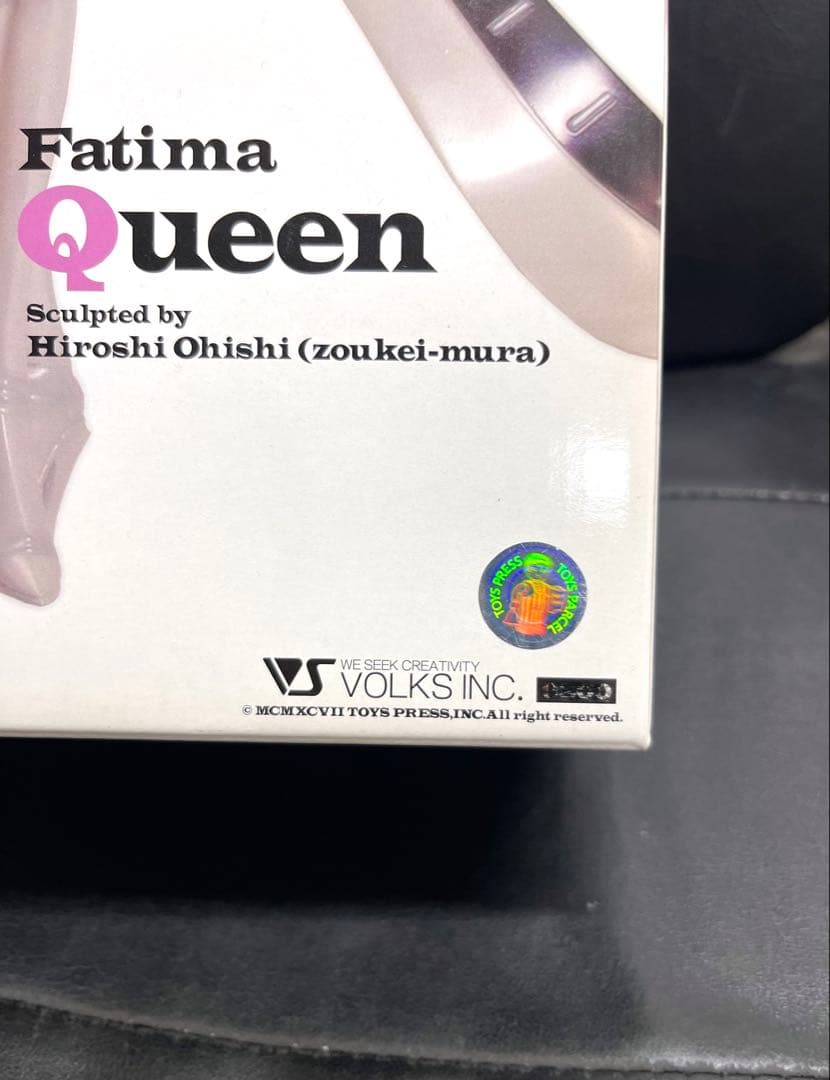 Fatima
Queen
Sculpted by
Hiroshi Ohishi (zoukei-mura)
TOYS PRESS
TOYS PARCEL
VS
WE SEEK CREATIVITY
VOLKS INC.
© MCMXCVII TOYS PRESS,INC.All right reserved.